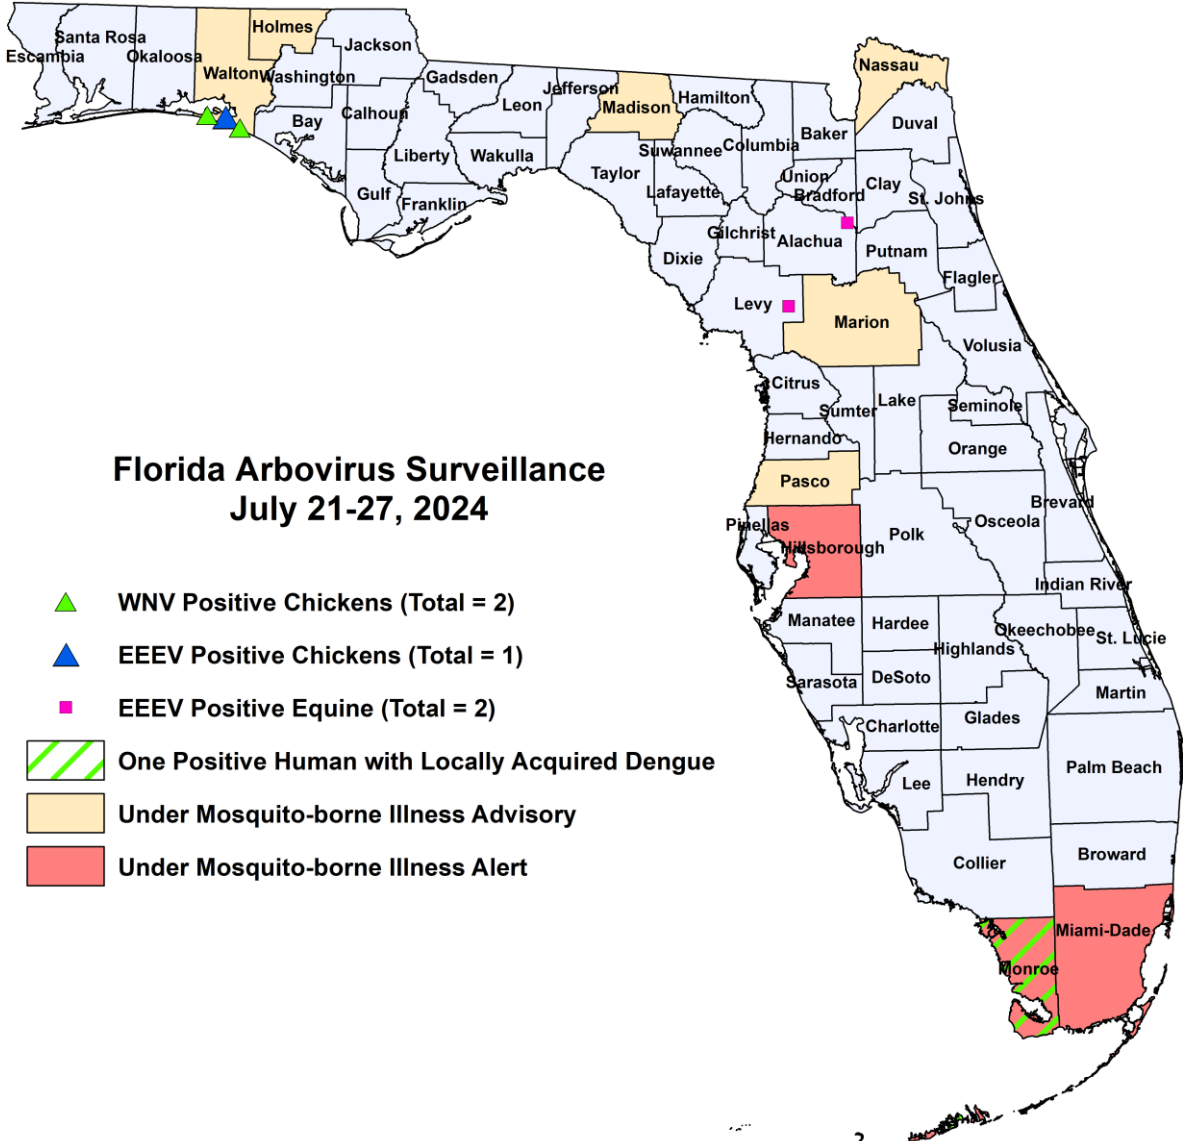 Holmes
Santa Rosa
Jackson
Escambia
Okaloosa
Walton
Washington
Gadsden
Jefferson
Nassau
Leon
Madison
Hamilton
Calhoun
Bay
Duval
Baker
Suwannee
Columbia
Liberty
Wakulla
Taylor
Union
Clay
Lafayette
Bradford
St. Johns
Gulf
Franklin
Gilchrist
Alachua
Putnam
Dixie
Flagler
Levy
Marion
Volusia
Citrus
Sumter
Lake
Seminole
Hernando
Orange
Florida Arbovirus Surveillance
July 21-27, 2024
Pasco
Brevard
Pinellas
Osceola
Polk
Hillsborough
Indian River
WNV Positive Chickens (Total = 2)
Manatee
Hardee
Okeechobee
St. Lucie
Highlands
EEEV Positive Chickens (Total = 1)
Sarasota
DeSoto
Martin
EEEV Positive Equine (Total = 2)
Charlotte
Glades
One Positive Human with Locally Acquired Dengue
Palm Beach
Lee
Hendry
Under Mosquito-borne Illness Advisory
Broward
Collier
Under Mosquito-borne Illness Alert
Miami-Dade
Monroe